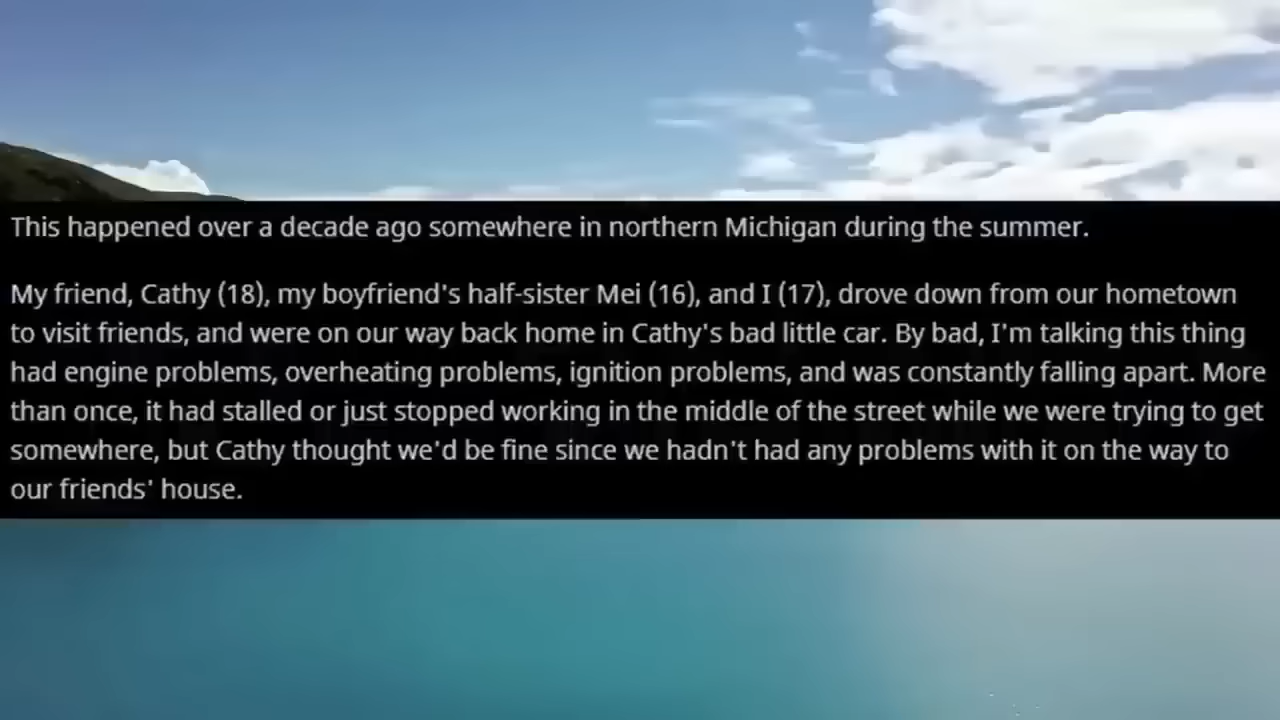 This happened over a decade ago somewhere in northern Michigan during the summer.
My friend, Cathy (18), my boyfriend's half-sister Mei (16), and I (17), drove down from our hometown
to visit friends, and were on our way back home in Cathy's bad little car. By bad, I'm talking this thing
had engine problems, overheating problems, ignition problems, and was constantly falling apart. More
than once, it had stalled or just stopped working in the middle of the street while we were trying to get
somewhere, but Cathy thought we'd be fine since we hadn't had any problems with it on the way to
our friends' house.